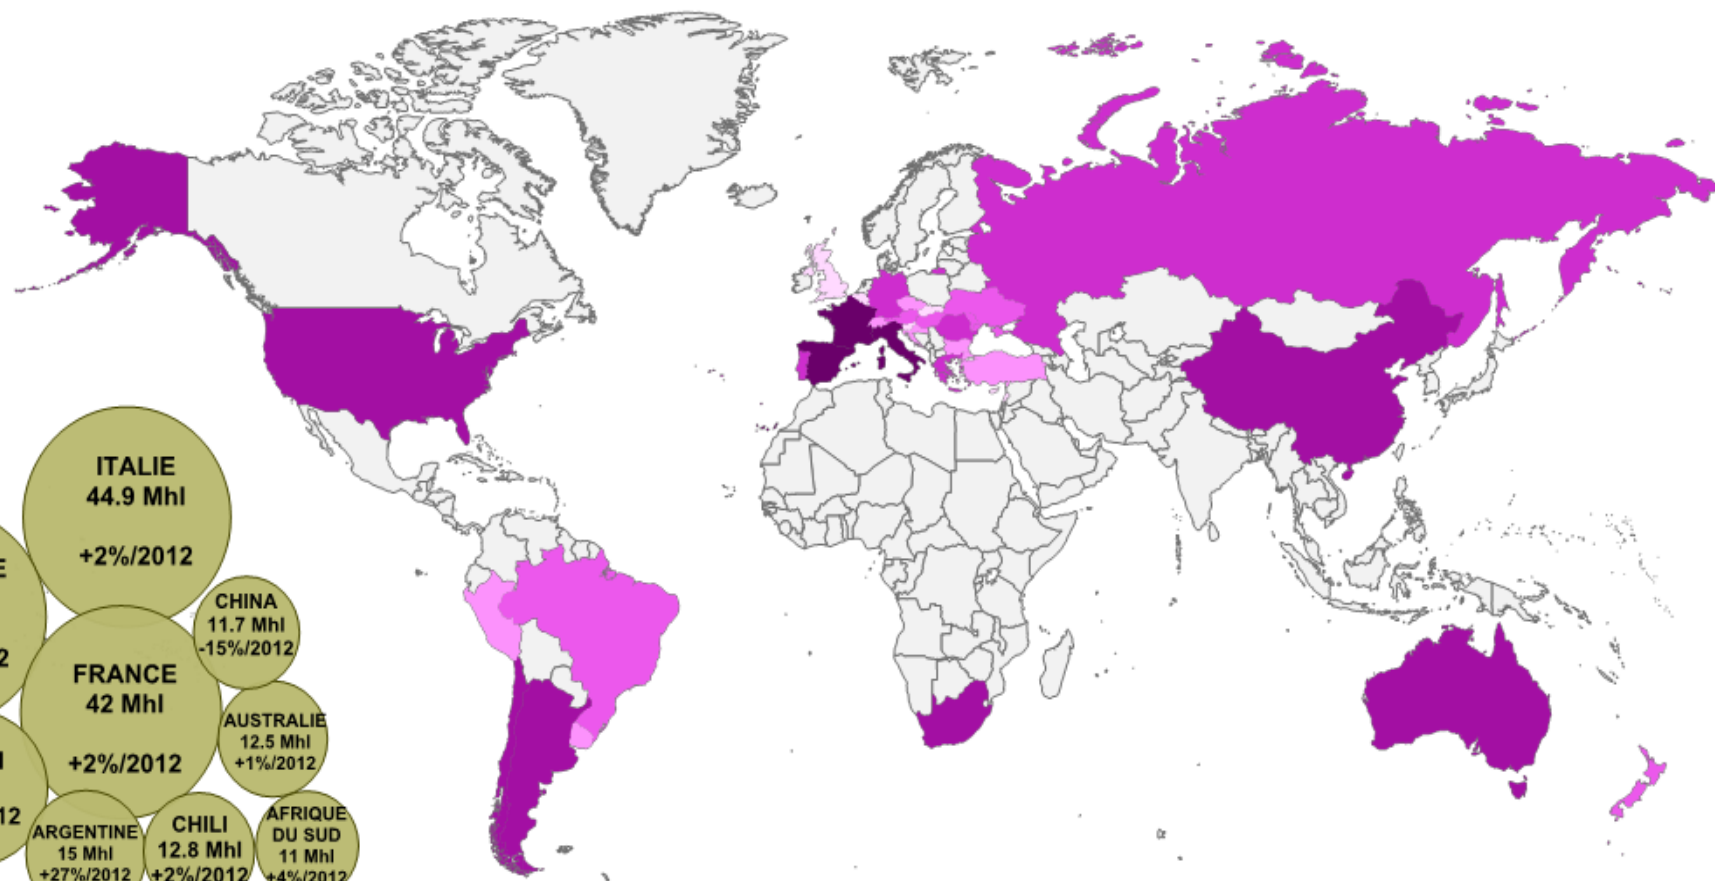 ITALIE
44.9 Mhl
+2%/2012
E
2
CHINA
11.7 Mhl
-15%/2012
FRANCE
42 Mhl
+2%/2012
AUSTRALIE
12.5 Mhl
+1%/2012
12
ARGENTINE
15 Mhl
+27%/2012
CHILI
12.8 Mhl
+2%/2012
AFRIQUE
DU SUD
11 Mhl
+4%/2012